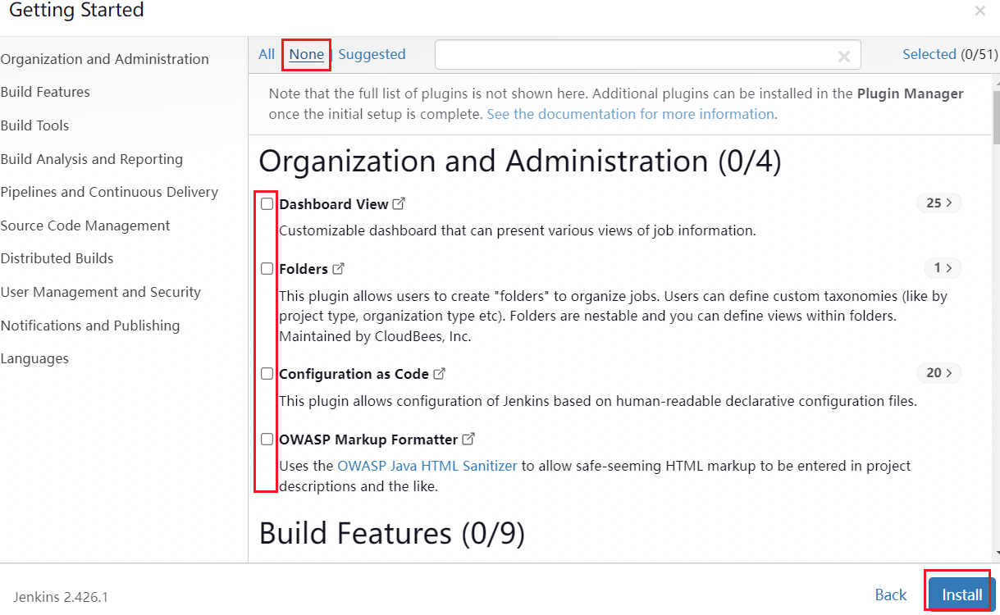 Getting Started
Organization and Administration
Build Features
Build Tools
Build Analysis and Reporting
Pipelines and Continuous Delivery
Source Code Management
Distributed Builds
User Management and Security
Notifications and Publishing
Languages
All | None | Suggested Selected (0/51)
Note that the full list of plugins is not shown here. Additional plugins can be installed in the Plugin Manager
once the initial setup is complete. See the documentation for more information.
Organization and Administration (0/4)
Dashboard View 25
Customizable dashboard that can present various views of job information.
Folders 1
This plugin allows users to create "folders" to organize jobs. Users can define custom taxonomies (like by
project type, organization type etc). Folders are nestable and you can define views within folders.
Maintained by CloudBees, Inc.
Configuration as Code 20
This plugin allows configuration of Jenkins based on human-readable declarative configuration files.
OWASP Markup Formatter
Uses the OWASP Java HTML Sanitizer to allow safe-seeming HTML markup to be entered in project
descriptions and the like.
Build Features (0/9)
Jenkins 2.426.1
Back Install